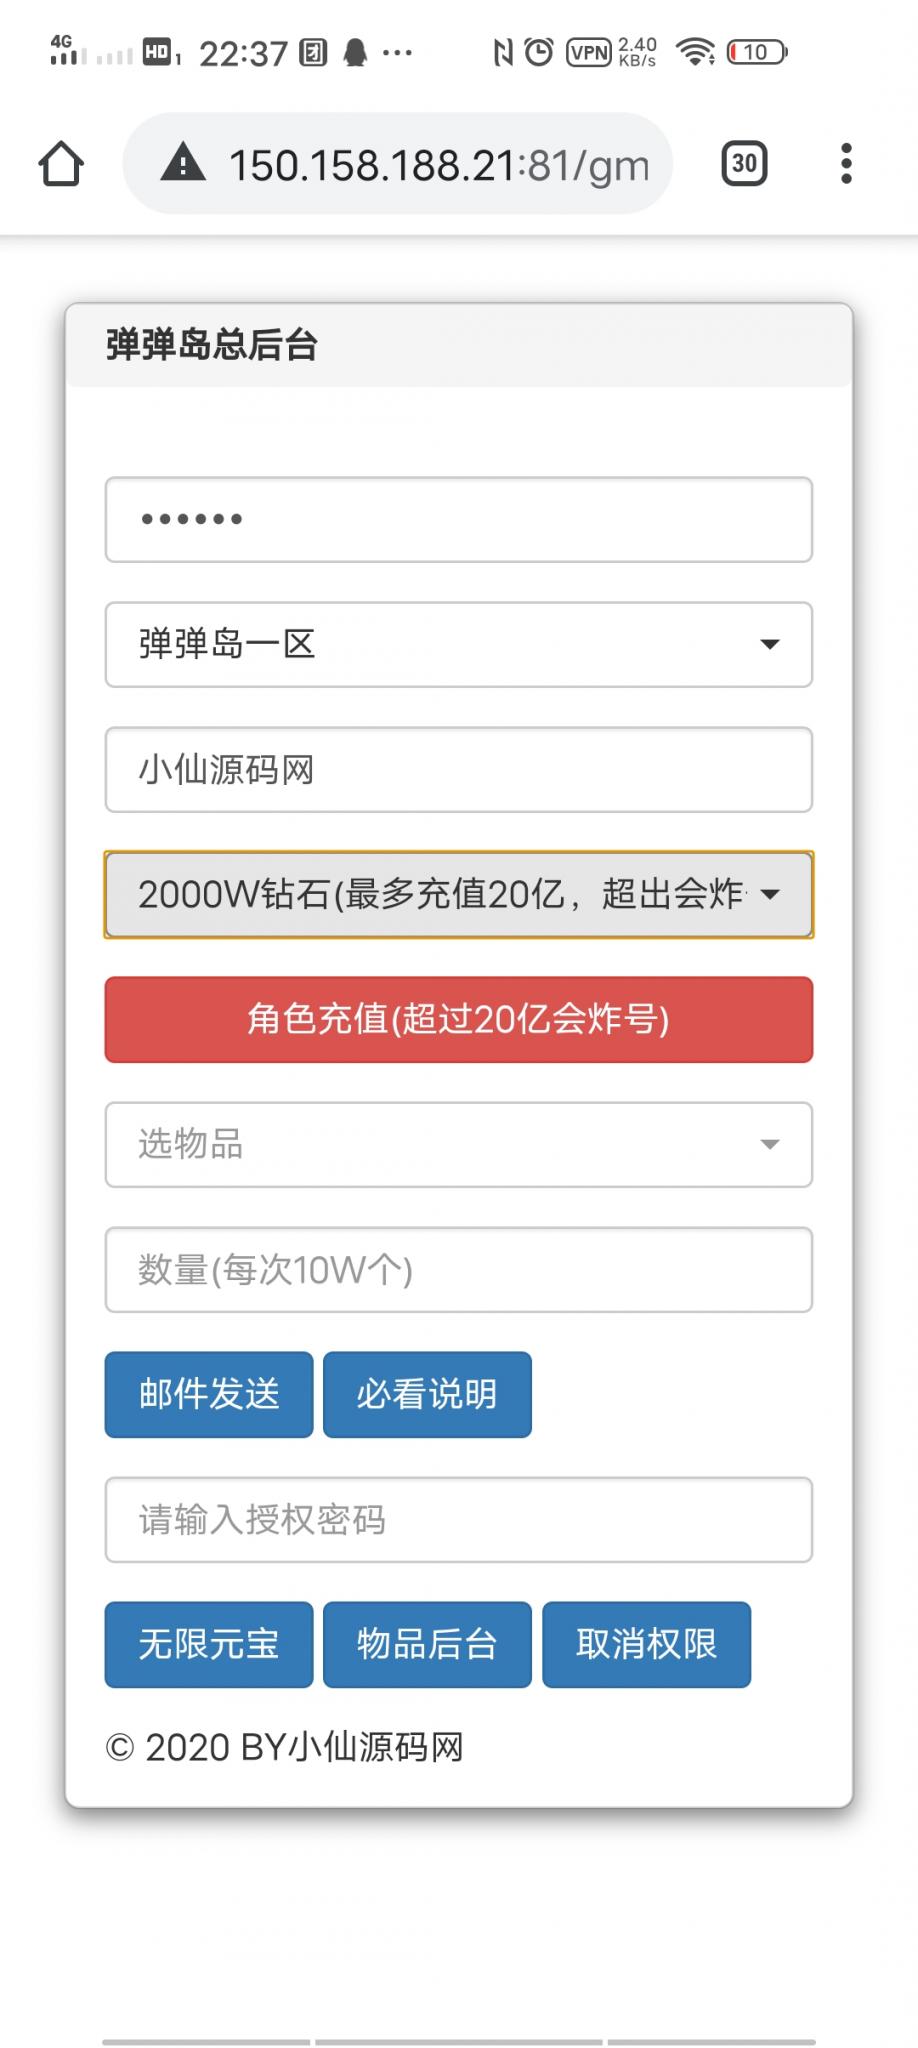 4G HD 1 22:37 团 ··· VPN 2.40 KB/s 10
150.158.188.21:81/gm 30
弹弹岛总后台
••••••
弹弹岛一区
小仙源码网
2000W钻石(最多充值20亿，超出会炸
角色充值(超过20亿会炸号)
选物品
数量(每次10W个)
邮件发送 必看说明
请输入授权密码
无限元宝 物品后台 取消权限
© 2020 BY小仙源码网